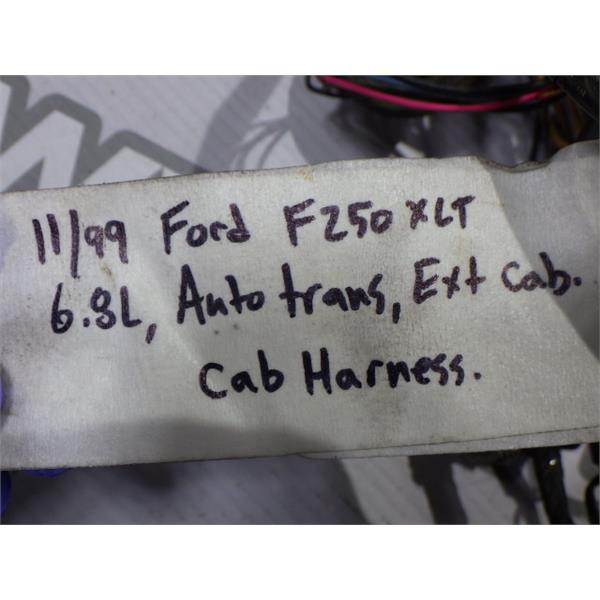 11/99 Ford F250 XLT
6.8L, Auto trans, Ext Cab.
Cab Harness.